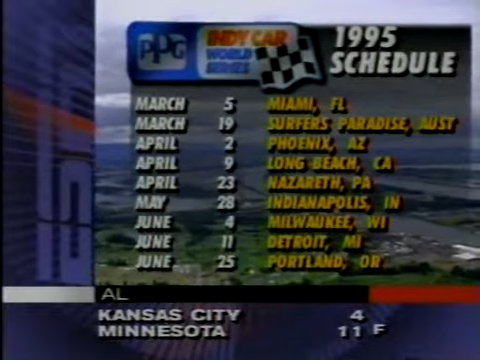 PPG
INDY CAR
WORLD
SERIES
1995
SCHEDULE
MARCH 5 MIAMI, FL
MARCH 19 SURFERS PARADISE, AUST
APRIL 2 PHOENIX, AZ
APRIL 9 LONG BEACH, CA
APRIL 23 NAZARETH, PA
MAY 28 INDIANAPOLIS, IN
JUNE 4 MILWAUKEE, WI
JUNE 11 DETROIT, MI
JUNE 25 PORTLAND, OR
AL
KANSAS CITY 4
MINNESOTA 11 F